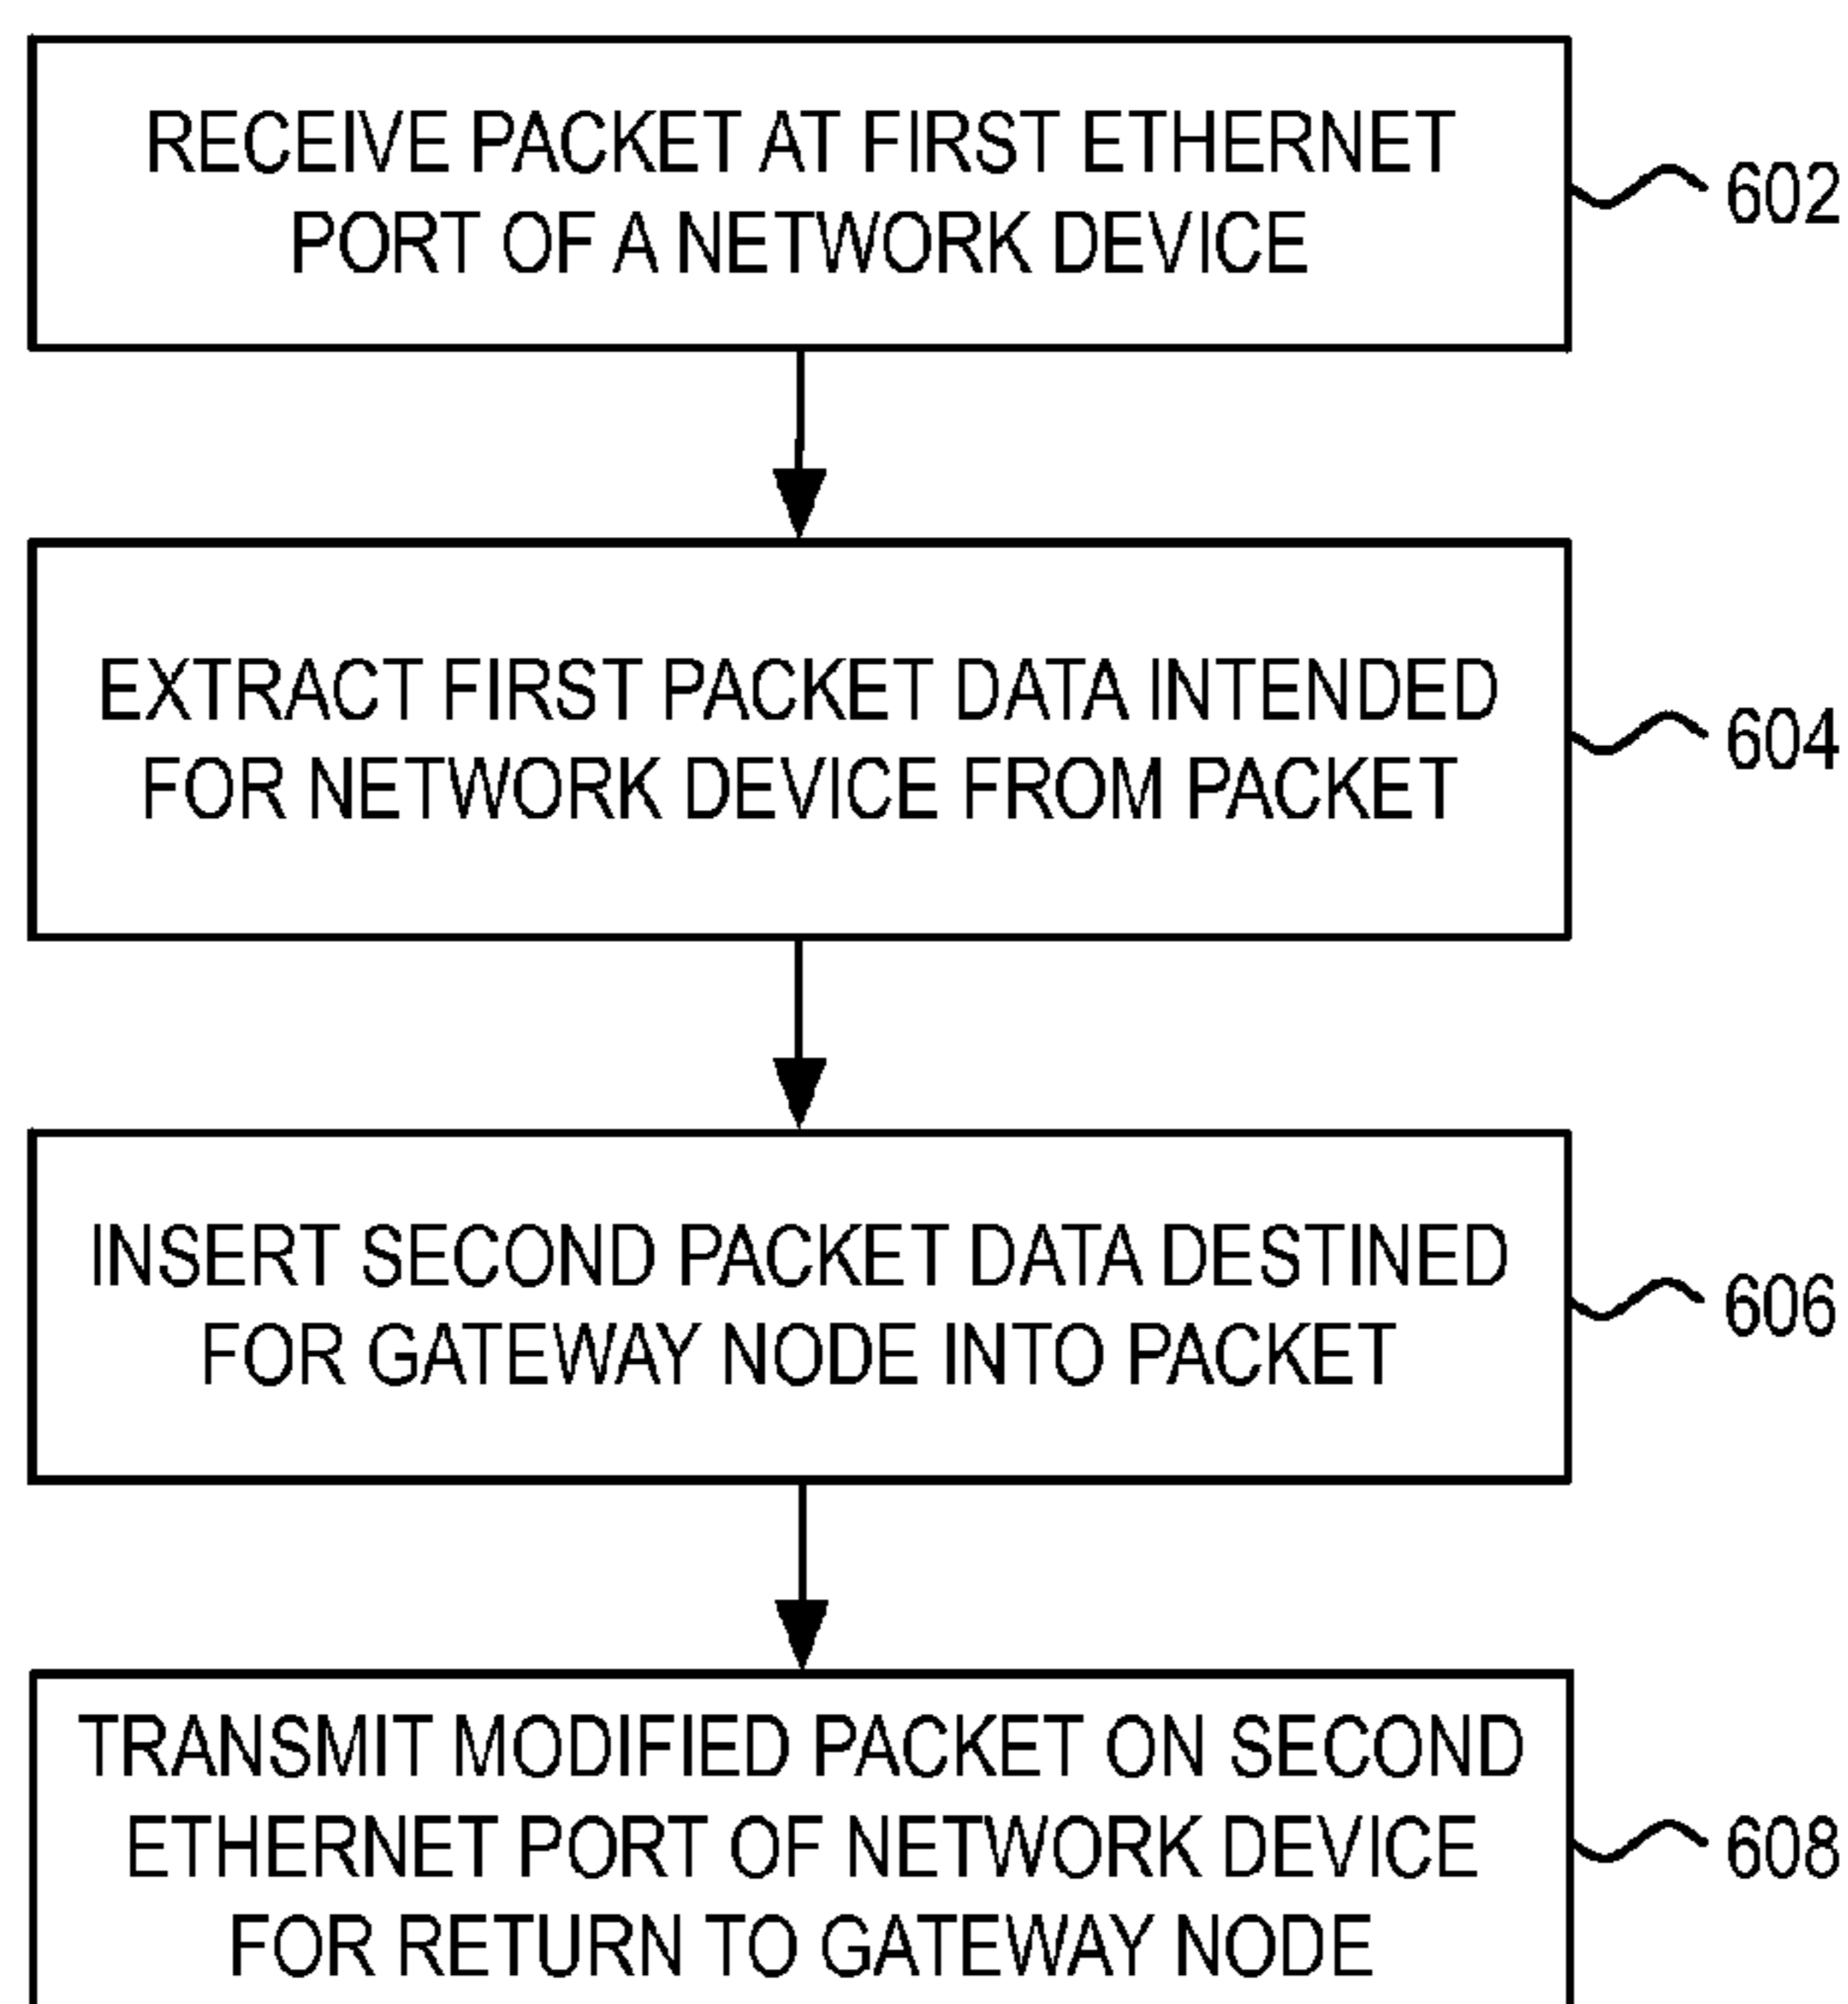 RECEIVE PACKET AT FIRST ETHERNET
PORT OF A NETWORK DEVICE
602
EXTRACT FIRST PACKET DATA INTENDED
FOR NETWORK DEVICE FROM PACKET
604
INSERT SECOND PACKET DATA DESTINED
FOR GATEWAY NODE INTO PACKET
606
TRANSMIT MODIFIED PACKET ON SECOND
ETHERNET PORT OF NETWORK DEVICE
FOR RETURN TO GATEWAY NODE
608